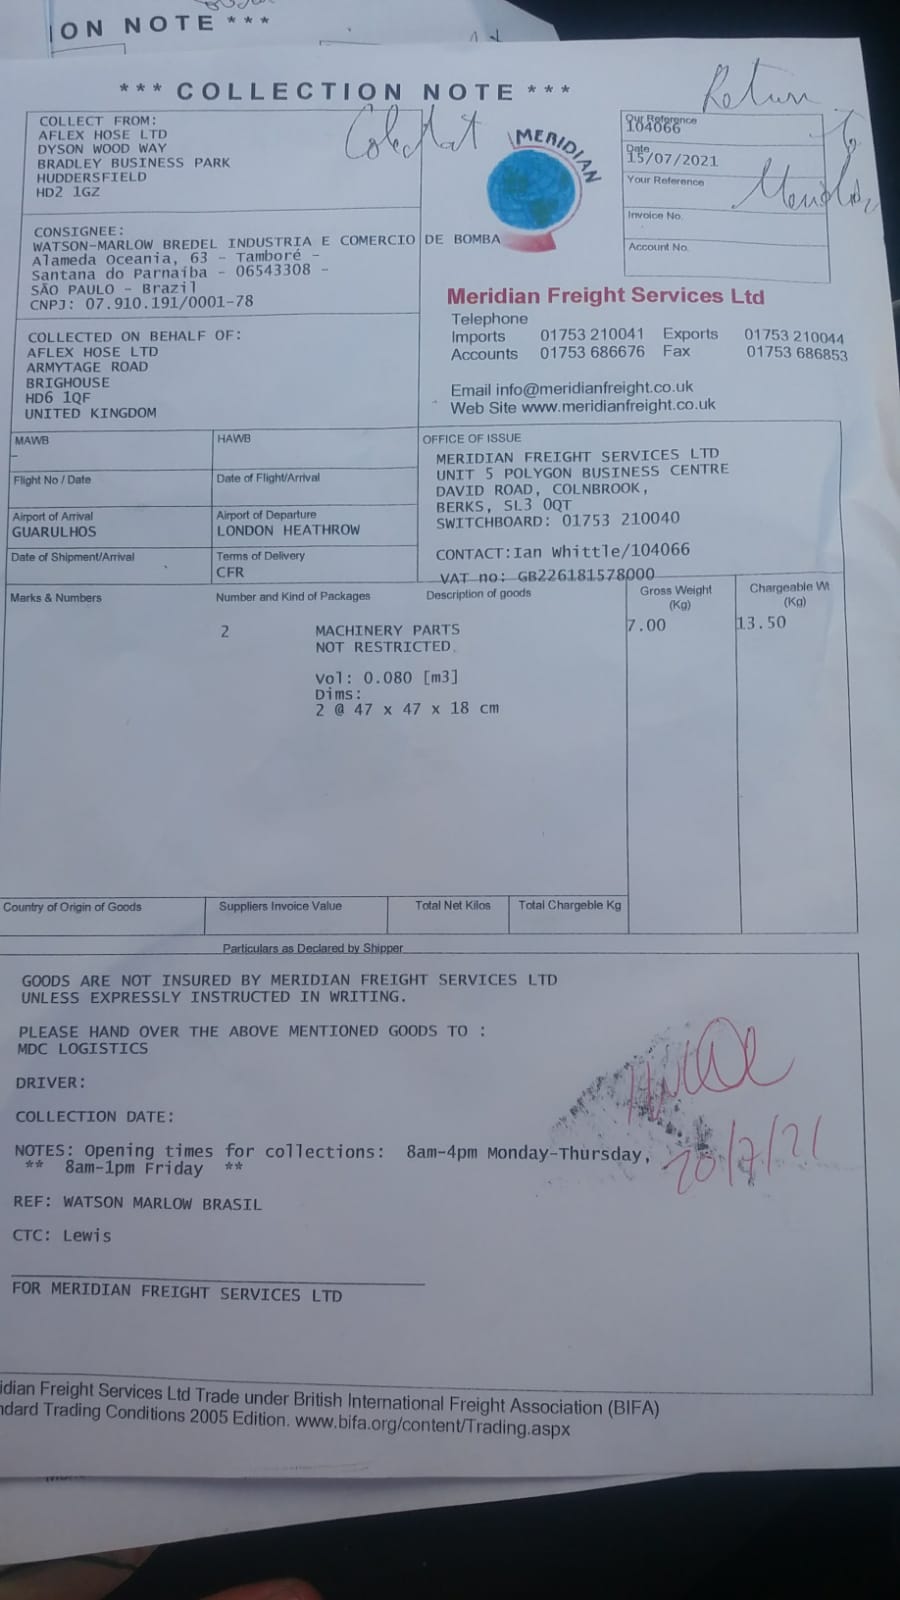 ON NOTE ***
*** COLLECTION NOTE ***
Return
To
COLLECT FROM:
AFLEX HOSE LTD
DYSON WOOD WAY
BRADLEY BUSINESS PARK
HUDDERSFIELD
HD2 1GZ
MERIDIAN
Our Reference
104066
Date
15/07/2021
Your Reference
Invoice No.
Account No.
CONSIGNEE:
WATSON-MARLOW BREDEL INDUSTRIA E COMERCIO DE BOMBA
Alameda Oceania, 63 - Tamboré -
Santana do Parnaíba - 06543308 -
SÃO PAULO - Brazil
CNPJ: 07.910.191/0001-78
Meridian Freight Services Ltd
Telephone
Imports 01753 210041 Exports 01753 210044
Accounts 01753 686676 Fax 01753 686853
Email info@meridianfreight.co.uk
Web Site www.meridianfreight.co.uk
COLLECTED ON BEHALF OF:
AFLEX HOSE LTD
ARMYTAGE ROAD
BRIGHOUSE
HD6 1QF
UNITED KINGDOM
MAWB
–
HAWB
Flight No / Date
Date of Flight/Arrival
Airport of Arrival
GUARULHOS
Airport of Departure
LONDON HEATHROW
Date of Shipment/Arrival
Terms of Delivery
CFR
OFFICE OF ISSUE
MERIDIAN FREIGHT SERVICES LTD
UNIT 5 POLYGON BUSINESS CENTRE
DAVID ROAD, COLNBROOK,
BERKS, SL3 0QT
SWITCHBOARD: 01753 210040
CONTACT:Ian Whittle/104066
VAT no: GB226181578000
Marks & Numbers
Number and Kind of Packages
Description of goods
Gross Weight
(Kg)
Chargeable Wt
(Kg)
2 MACHINERY PARTS 7.00 13.50
NOT RESTRICTED.
Vol: 0.080 [m3]
Dims:
2 @ 47 x 47 x 18 cm
Country of Origin of Goods
Suppliers Invoice Value
Total Net Kilos
Total Chargeable Kg
Particulars as Declared by Shipper
GOODS ARE NOT INSURED BY MERIDIAN FREIGHT SERVICES LTD
UNLESS EXPRESSLY INSTRUCTED IN WRITING.
PLEASE HAND OVER THE ABOVE MENTIONED GOODS TO :
MDC LOGISTICS
DRIVER:
COLLECTION DATE:
NOTES: Opening times for collections: 8am-4pm Monday-Thursday,
** 8am-1pm Friday **
20/7/21
REF: WATSON MARLOW BRASIL
CTC: Lewis
FOR MERIDIAN FREIGHT SERVICES LTD
idian Freight Services Ltd Trade under British International Freight Association (BIFA)
ndard Trading Conditions 2005 Edition. www.bifa.org/content/Trading.aspx